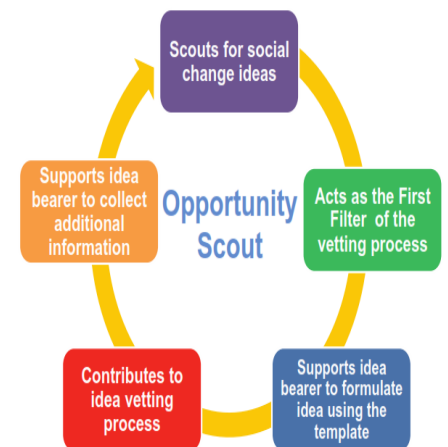 Scouts for social
change ideas
Acts as the First
Filter of the
vetting process
Supports idea
bearer to formulate
idea using the
template
Contributes to
idea vetting
process
Supports idea
bearer to collect
additional
information
Opportunity
Scout